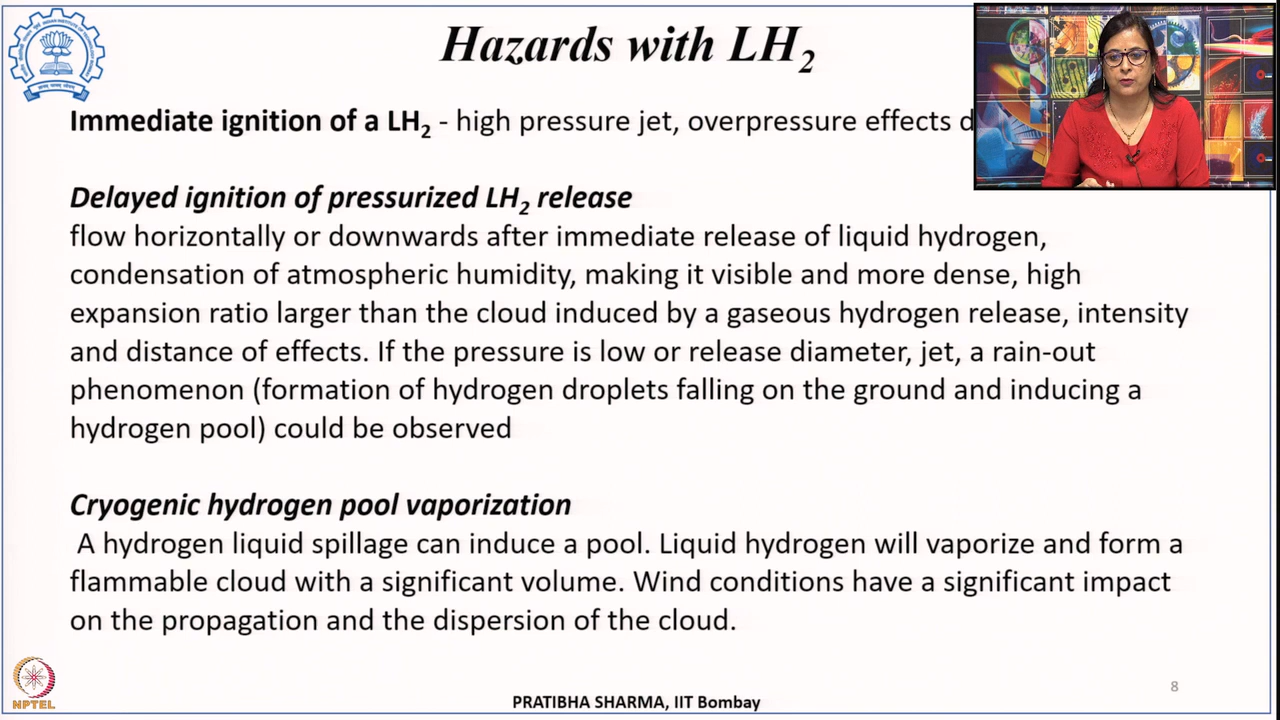 Hazards with LH2
Immediate ignition of a LH2 - high pressure jet, overpressure effects
Delayed ignition of pressurized LH2 release
flow horizontally or downwards after immediate release of liquid hydrogen,
condensation of atmospheric humidity, making it visible and more dense, high
expansion ratio larger than the cloud induced by a gaseous hydrogen release, intensity
and distance of effects. If the pressure is low or release diameter, jet, a rain-out
phenomenon (formation of hydrogen droplets falling on the ground and inducing a
hydrogen pool) could be observed
Cryogenic hydrogen pool vaporization
A hydrogen liquid spillage can induce a pool. Liquid hydrogen will vaporize and form a
flammable cloud with a significant volume. Wind conditions have a significant impact
on the propagation and the dispersion of the cloud.
8
NPTEL
PRATIBHA SHARMA, IIT Bombay